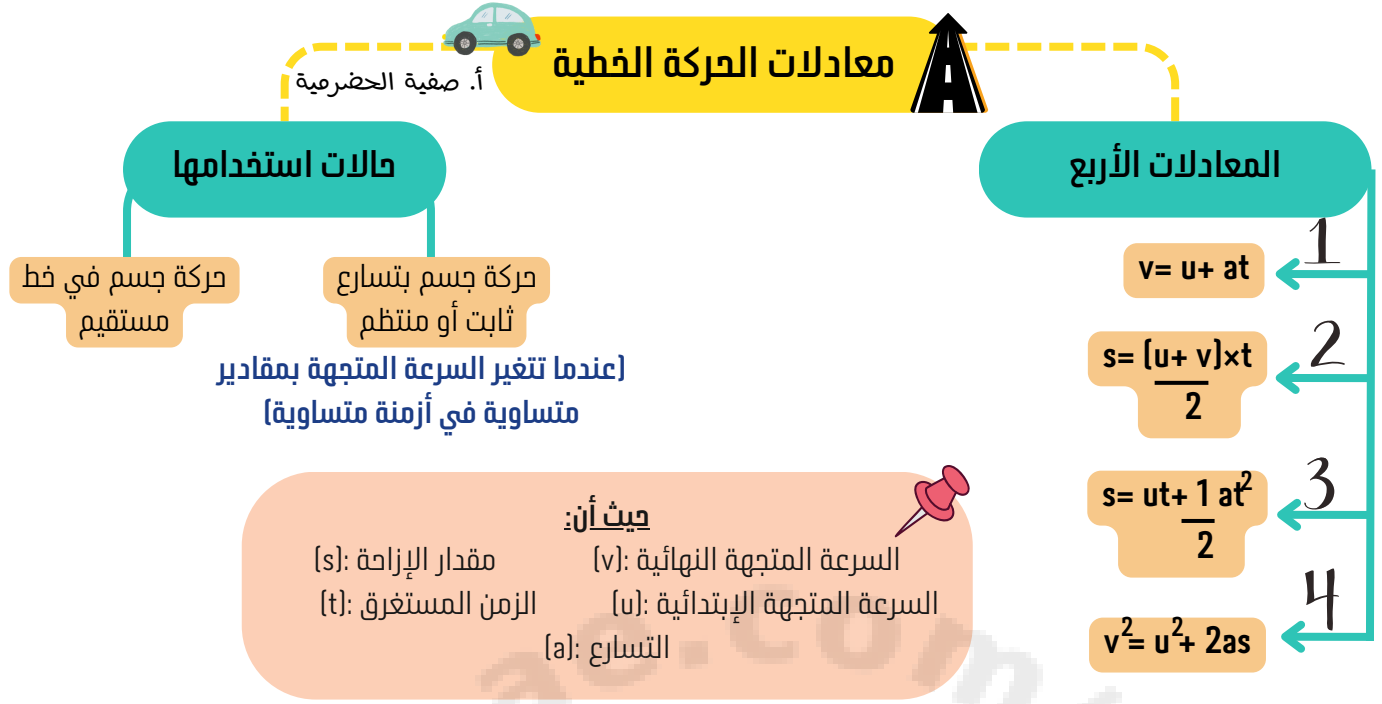 معادلات الحركة الخطية
أ. صفية الحضرمية
المعادلات الأربع
1
v= u+ at
2
s= (u+ v)×t
2
3
s= ut+ 1 at²
2
4
v²= u²+ 2as
حالات استخدامها
حركة جسم بتسارع
ثابت أو منتظم
(عندما تتغير السرعة المتجهة بمقادير
متساوية في أزمنة متساوية)
حركة جسم في خط
مستقيم
حيث أن:
السرعة المتجهة النهائية :(v) مقدار الإزاحة :(s)
السرعة المتجهة الإبتدائية :(u) الزمن المستغرق :(t)
التسارع :(a)